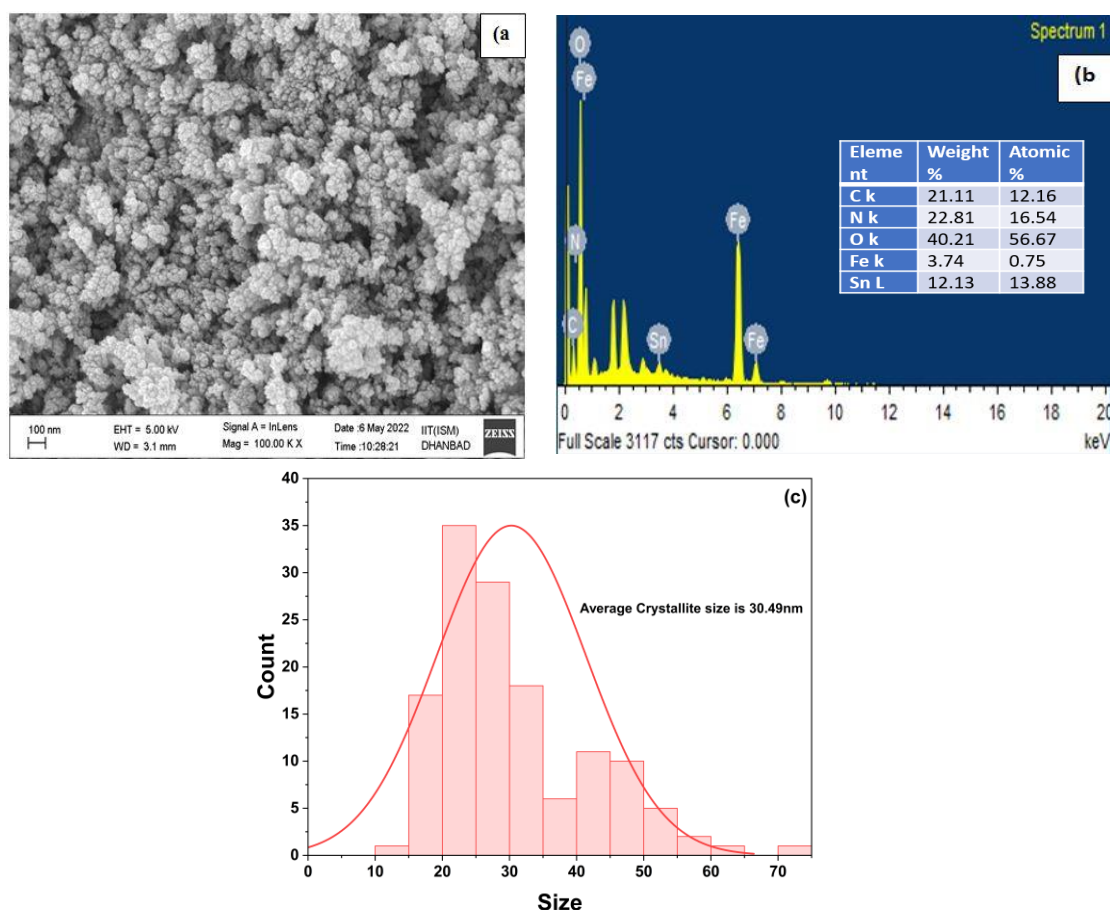 (a
100 nm
EHT = 5.00 kV
WD = 3.1 mm
Signal A = InLens
Mag = 100.00 K X
Date :6 May 2022
Time :10:28:21
IIT(ISM)
DHANBAD
ZEISS
Spectrum 1
(b
O
Fe
N
C
Sn
Fe
Fe
Eleme
nt
Weight
%
Atomic
%
C k 21.11 12.16
N k 22.81 16.54
O k 40.21 56.67
Fe k 3.74 0.75
Sn L 12.13 13.88
0 2 4 6 8 10 12 14 16 18 20
Full Scale 3117 cts Cursor: 0.000
keV
(c)
Average Crystallite size is 30.49nm
Count
40
35
30
25
20
15
10
5
0
0 10 20 30 40 50 60 70
Size